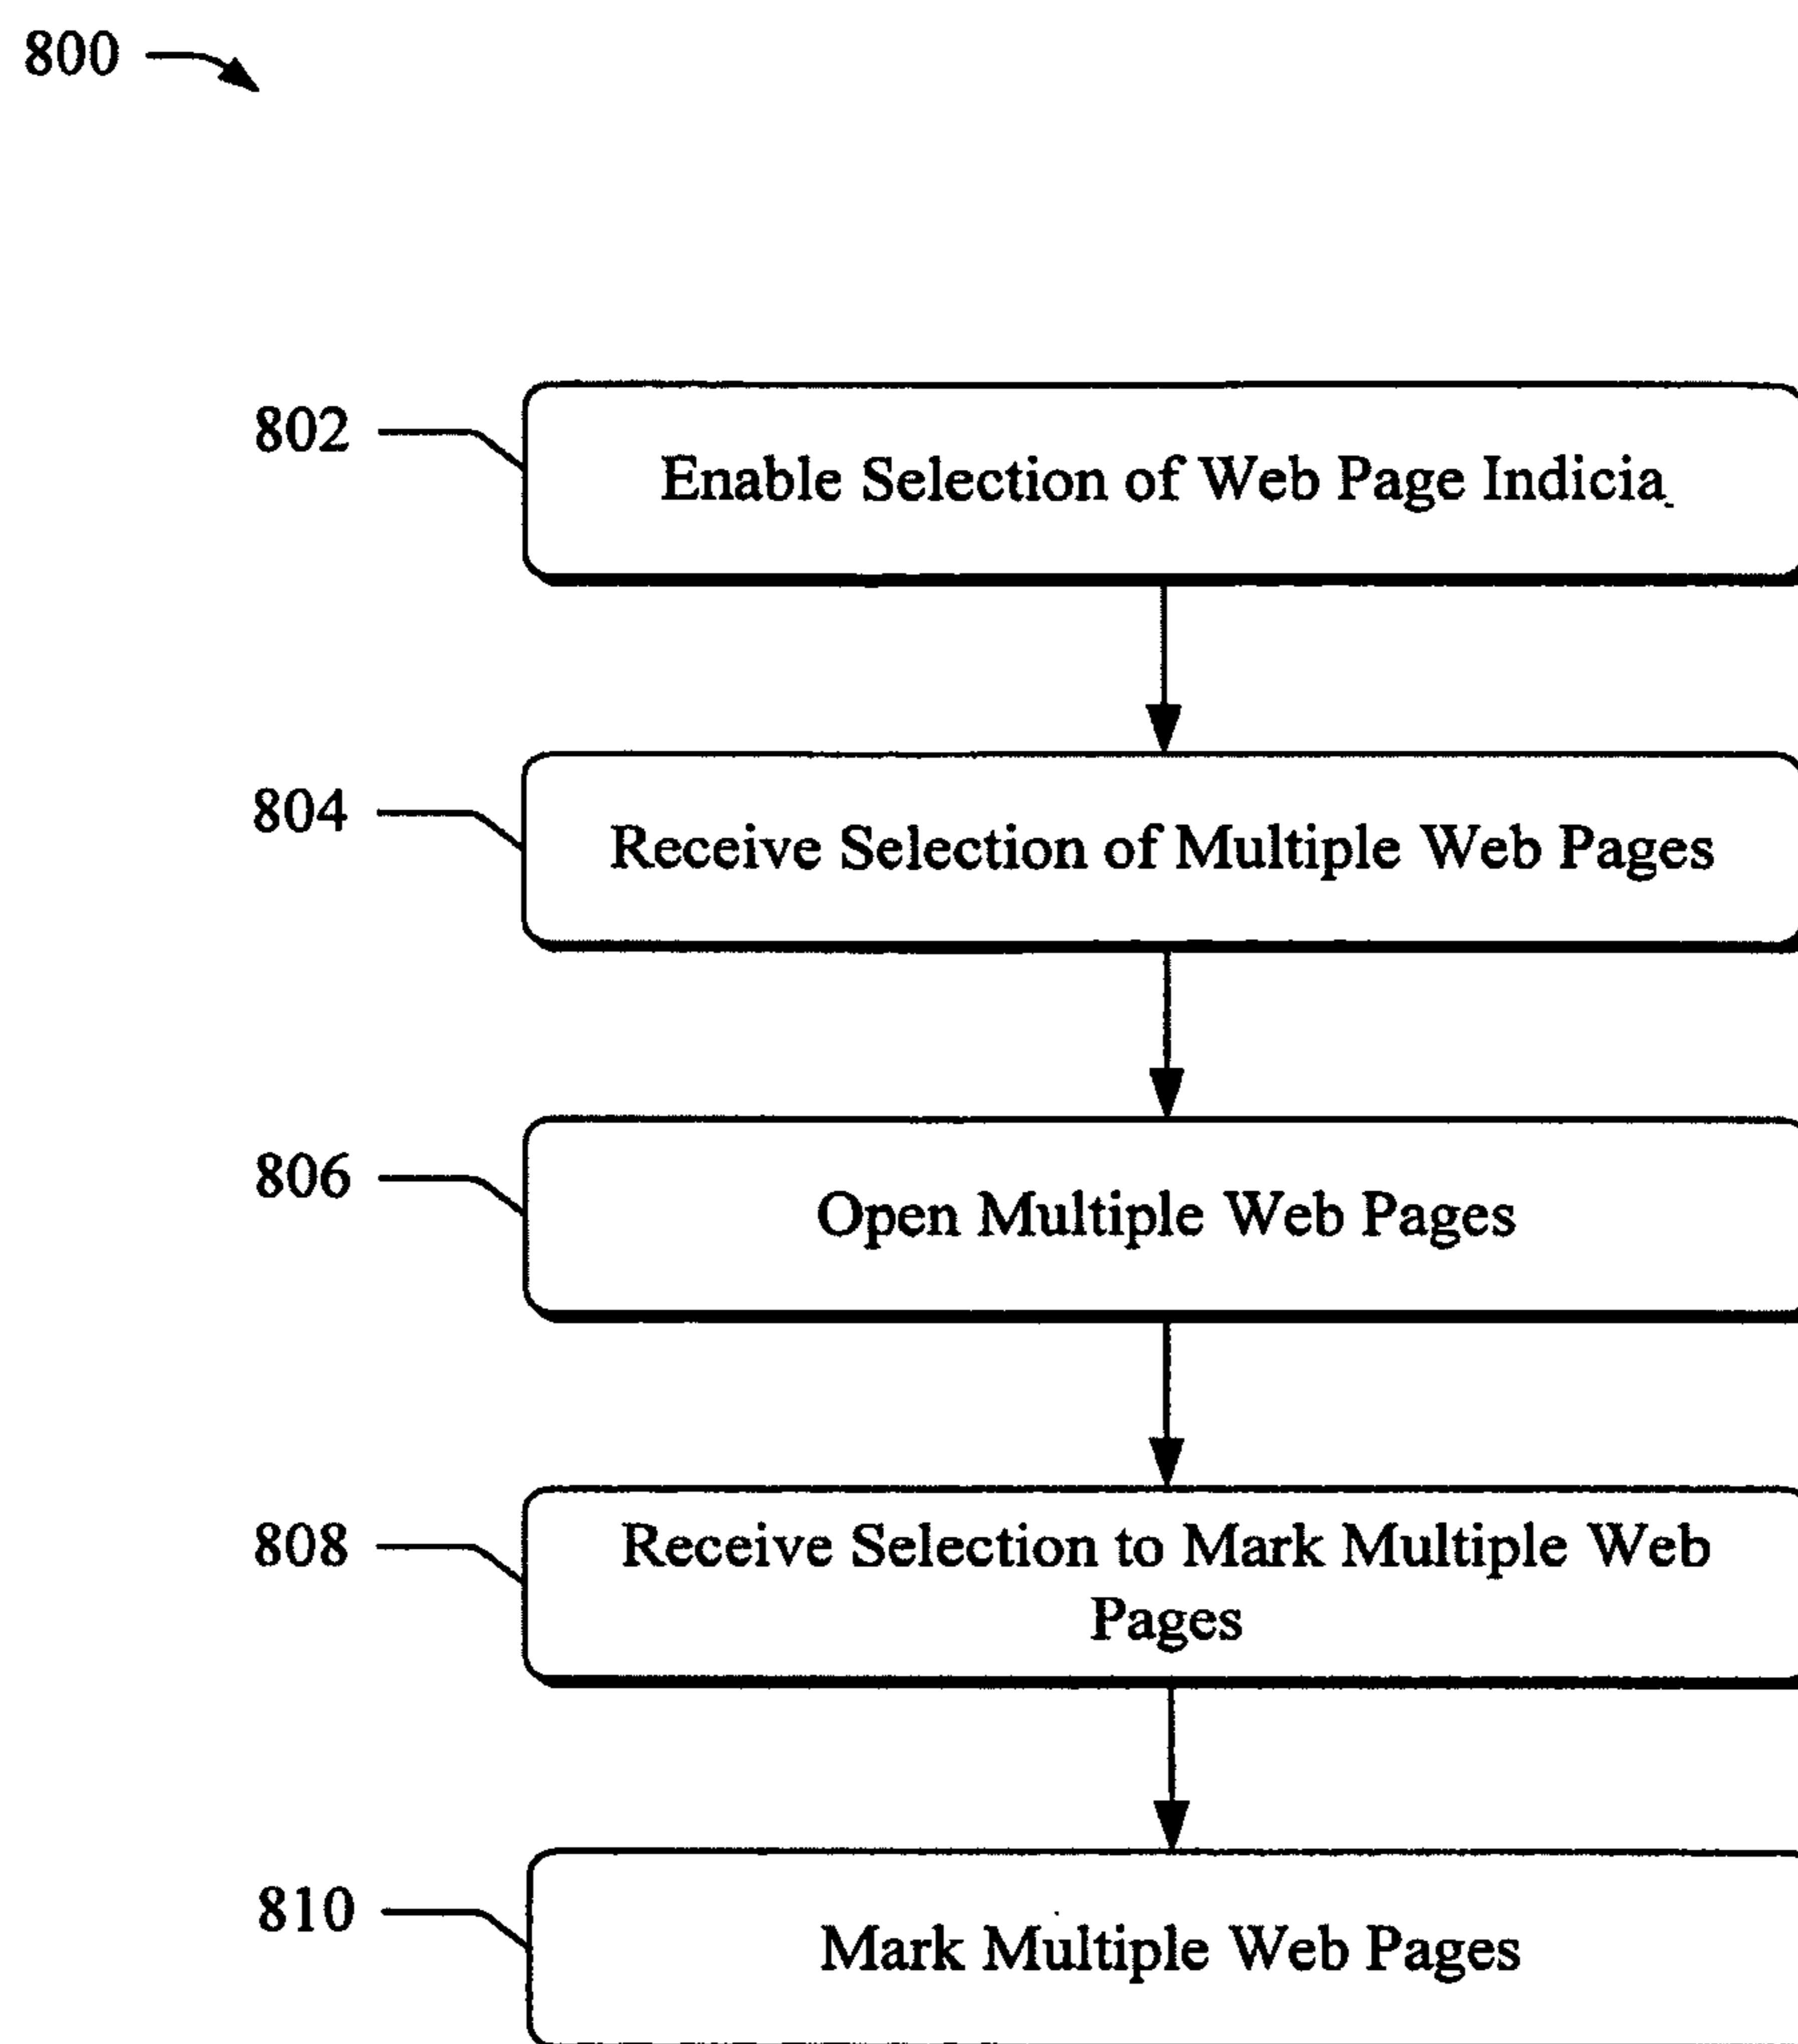 800
802
Enable Selection of Web Page Indicia
804
Receive Selection of Multiple Web Pages
806
Open Multiple Web Pages
808
Receive Selection to Mark Multiple Web
Pages
810
Mark Multiple Web Pages